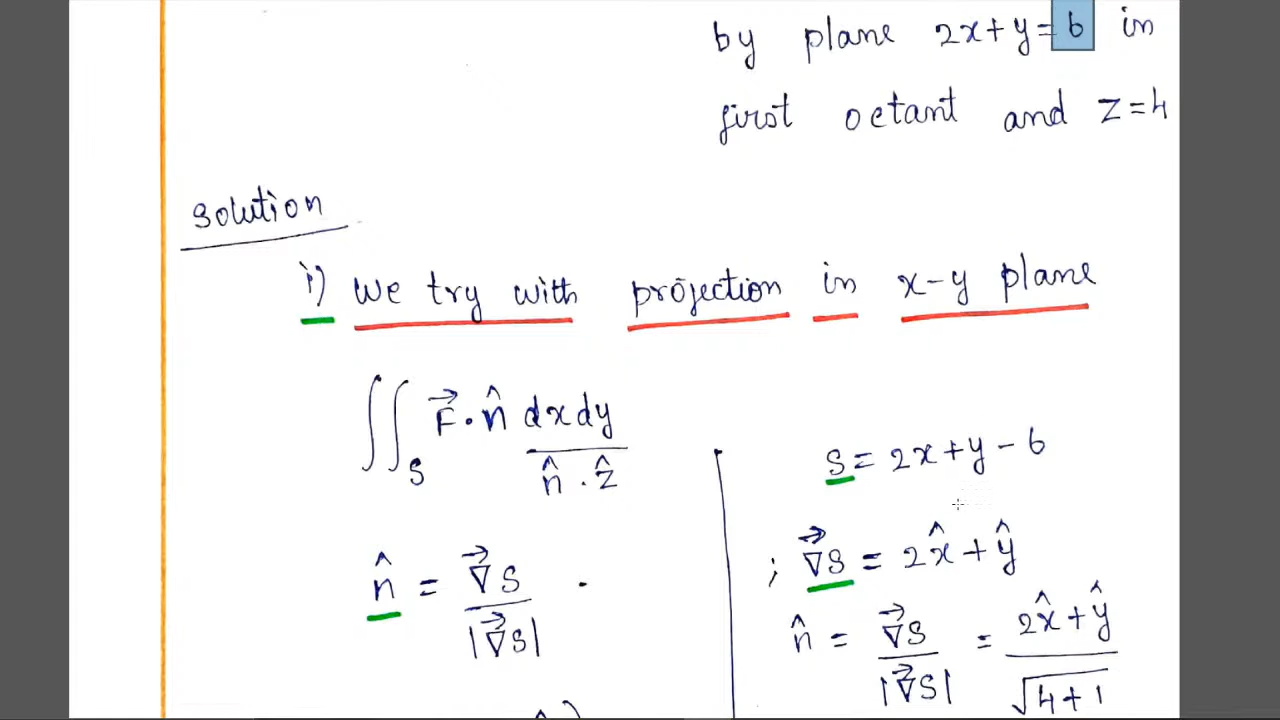 by plane 2x+y=6 in
first octant and z=4
Solution
i) We try with projection in x-y plane
∬_S F⃗·n̂ dxdy / n̂·ẑ
S = 2x+y-6
n̂ = ∇⃗S / |∇⃗S| .
; ∇⃗S = 2x̂+ŷ
n̂ = ∇⃗S / |∇⃗S| = 2x̂+ŷ / √4+1